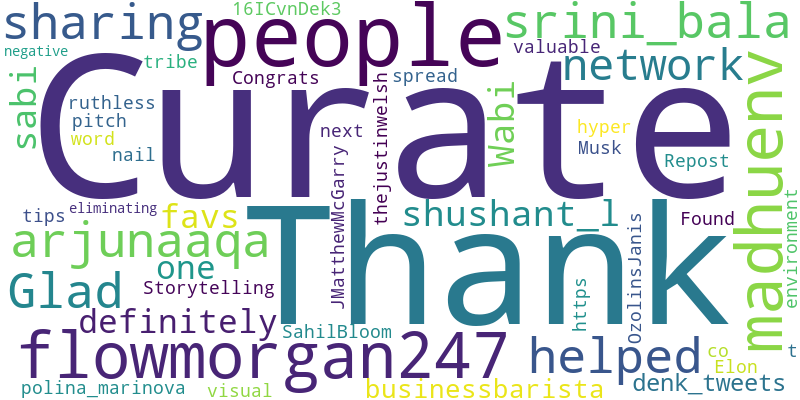 16ICvnDek3
sharing
people
srini_bala
negative
tribe
Congrats
spread
valuable
network
Curate
sabi
ruthless
pitch
word
nail
next
thejustinwelsh
Wabi
hyper
Musk
Repost
madhuenv
environment
eliminating
tips
favs
JMatthewMcGarry
shushant_l
Found
Thank
arjunaaqa
one
Glad
Storytelling
https
OzolinsJanis
definitely
SahilBloom
flowmorgan247
helped
co
t
Elon
polina_marinova
visual
businessbarista
denk_tweets